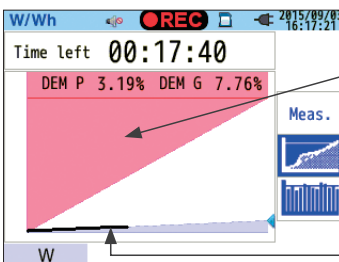 W/Wh REC 2015/09/03
16:17:21
Time left 00:17:40
DEM P 3.19% DEM G 7.76%
Meas.
W